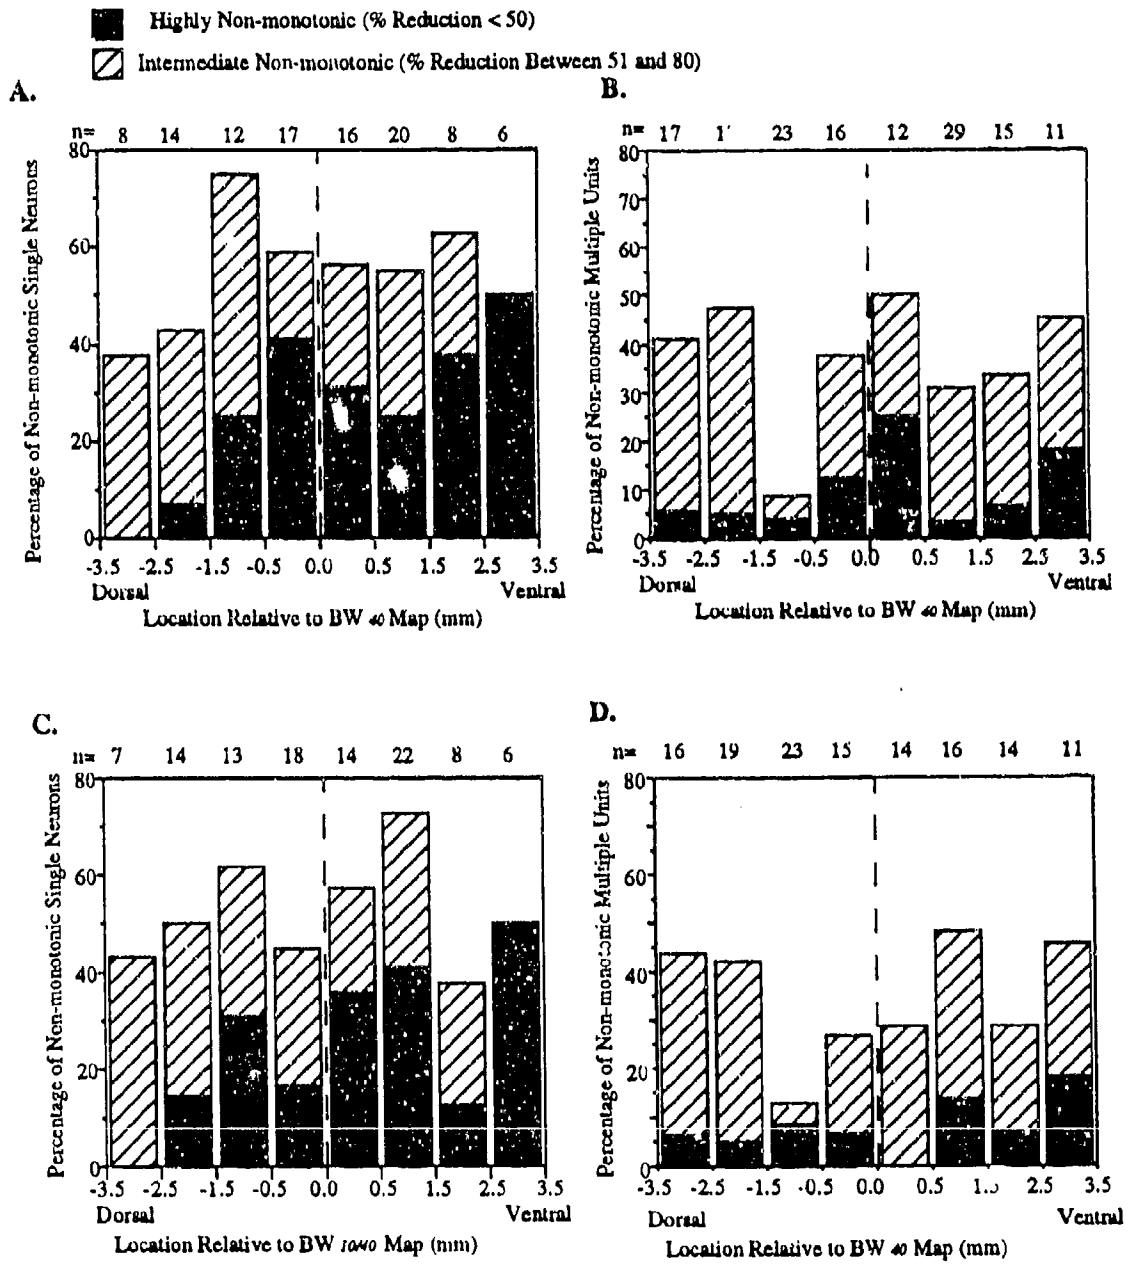 Highly Non-monotonic (% Reduction < 50)
Intermediate Non-monotonic (% Reduction Between 51 and 80)
A.
n= 8 14 12 17 16 20 8 6
80
60
40
20
0
Percentage of Non-monotonic Single Neurons
-3.5 -2.5 -1.5 -0.5 0.0 0.5 1.5 2.5 3.5
Dorsal Ventral
Location Relative to BW 40 Map (mm)
B.
n= 17 23 16 12 29 15 11
80
70
60
50
40
30
20
10
0
Percentage of Non-monotonic Multiple Units
-3.5 -2.5 -1.5 -0.5 0.0 0.5 1.5 2.5 3.5
Dorsal Ventral
Location Relative to BW 40 Map (mm)
C.
n= 7 14 13 18 14 22 8 6
80
60
40
20
0
Percentage of Non-monotonic Single Neurons
-3.5 -2.5 -1.5 -0.5 0.0 0.5 1.5 2.5 3.5
Dorsal Ventral
Location Relative to BW 10/40 Map (mm)
D.
n= 16 19 23 15 14 16 14 11
80
60
40
20
0
Percentage of Non-monotonic Multiple Units
-3.5 -2.5 -1.5 -0.5 0.0 0.5 2.5 3.5
Dorsal Ventral
Location Relative to BW 40 Map (mm)